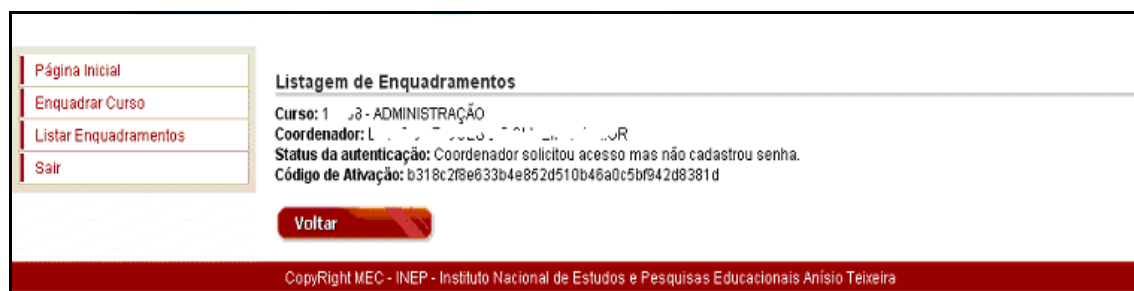 Página Inicial
Enquadrar Curso
Listar Enquadramentos
Sair
Listagem de Enquadramentos
Curso: - ADMINISTRAÇÃO
Coordenador:
Status da autenticação: Coordenador solicitou acesso mas não cadastrou senha.
Código de Ativação: b318c2f8e633b4e852d510b46a0c5bf942d8381d
Voltar
CopyRight MEC - INEP - Instituto Nacional de Estudos e Pesquisas Educacionais Anísio Teixeira